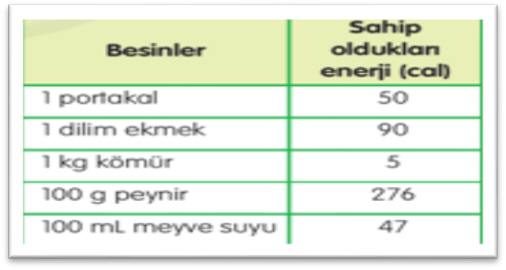 Besinler
Sahip
oldukları
enerji (cal)
1 portakal 50
1 dilim ekmek 90
1 kg kömür 5
100 g peynir 276
100 mL meyve suyu 47